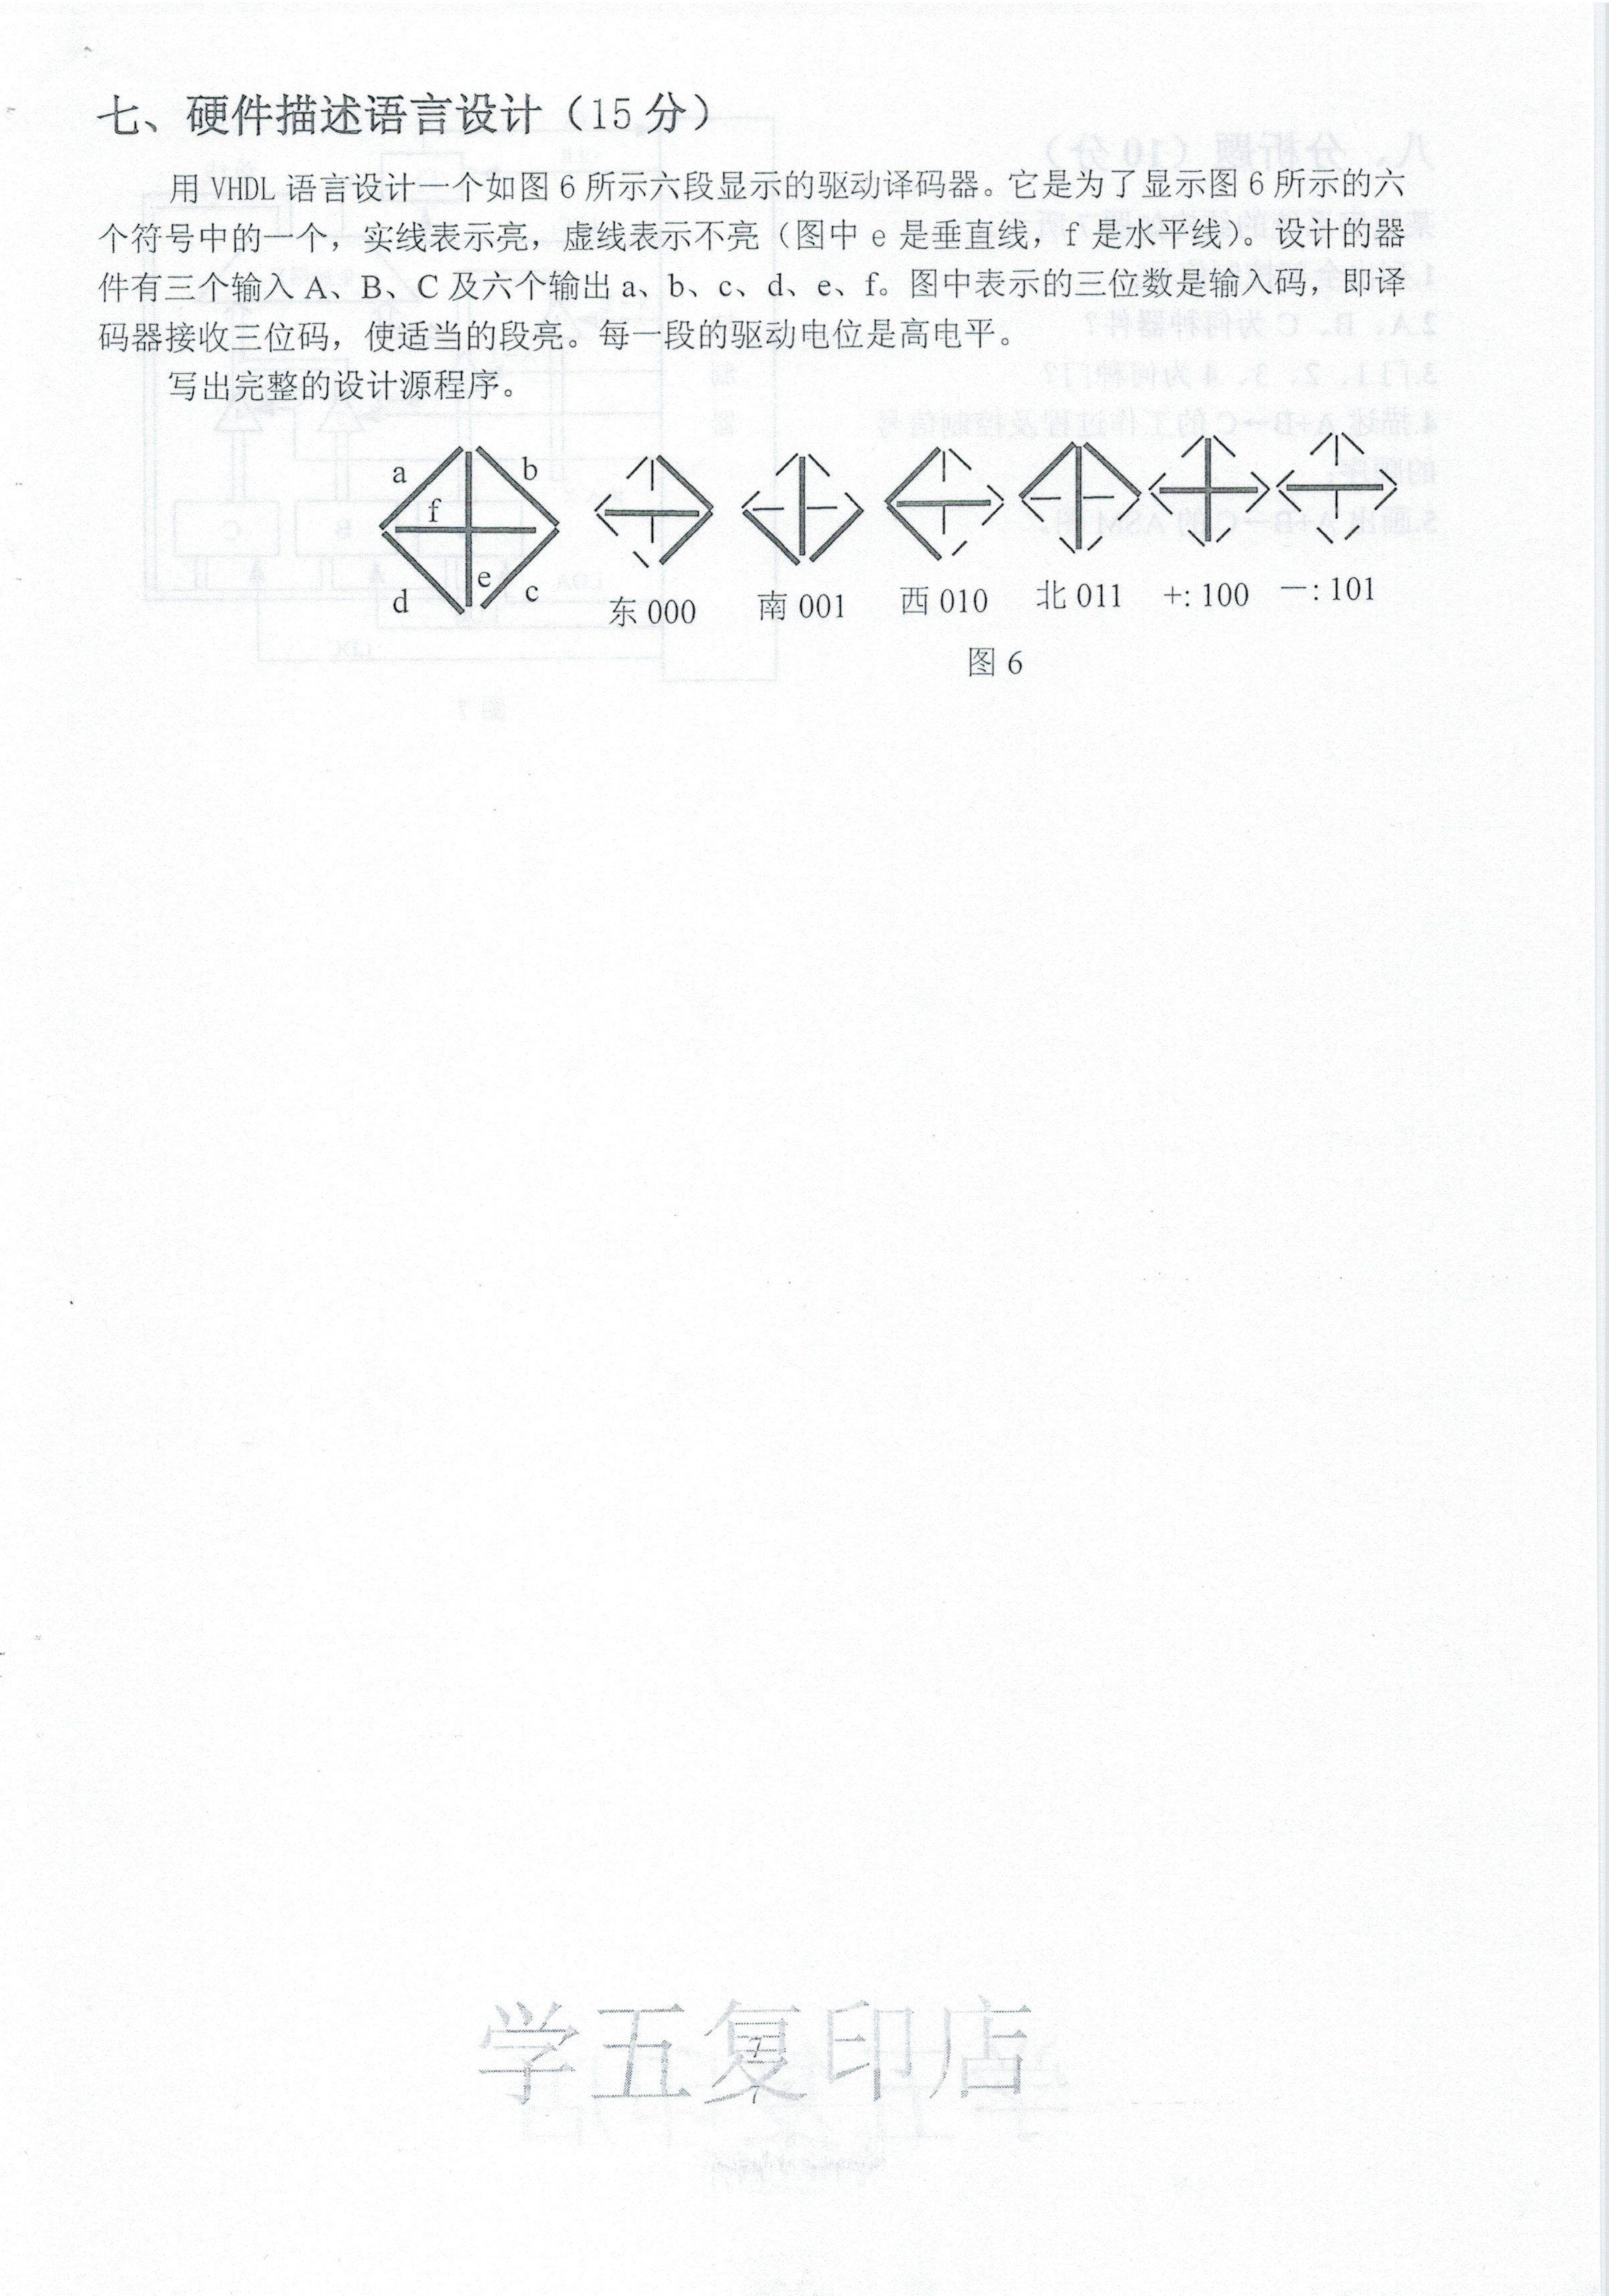 七、硬件描述语言设计（15 分）
用 VHDL 语言设计一个如图 6 所示六段显示的驱动译码器。它是为了显示图 6 所示的六
个符号中的一个，实线表示亮，虚线表示不亮（图中 e 是垂直线，f 是水平线）。设计的器
件有三个输入 A、B、C 及六个输出 a、b、c、d、e、f。图中表示的三位数是输入码，即译
码器接收三位码，使适当的段亮。每一段的驱动电位是高电平。
写出完整的设计源程序。
a b
f
e
d c
东 000 南 001 西 010 北 011 +: 100 一: 101
图 6
学五复印店
7